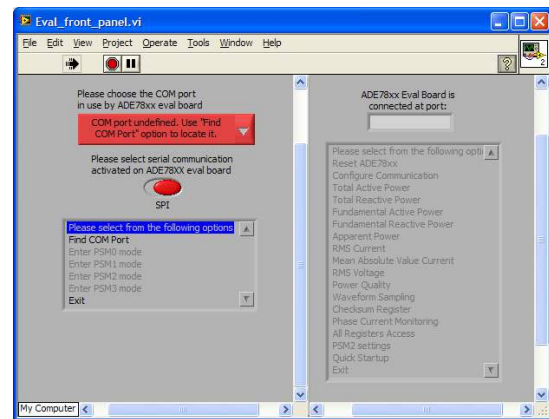 Eval_front_panel.vi
File Edit View Project Operate Tools Window Help
2
Please choose the COM port
in use by ADE78xx eval board
COM port undefined. Use "Find
COM Port" option to locate it.
Please select serial communication
activated on ADE78XX eval board
SPI
Please select from the following options
Find COM Port
Enter PSM0 mode
Enter PSM1 mode
Enter PSM2 mode
Enter PSM3 mode
Exit
ADE78xx Eval Board is
connected at port:
Please select from the following opti
Reset ADE78xx
Configure Communication
Total Active Power
Total Reactive Power
Fundamental Active Power
Fundamental Reactive Power
Apparent Power
RMS Current
Mean Absolute Value Current
RMS Voltage
Power Quality
Waveform Sampling
Checksum Register
Phase Current Monitoring
All Registers Access
PSM2 settings
Quick Startup
Exit
My Computer